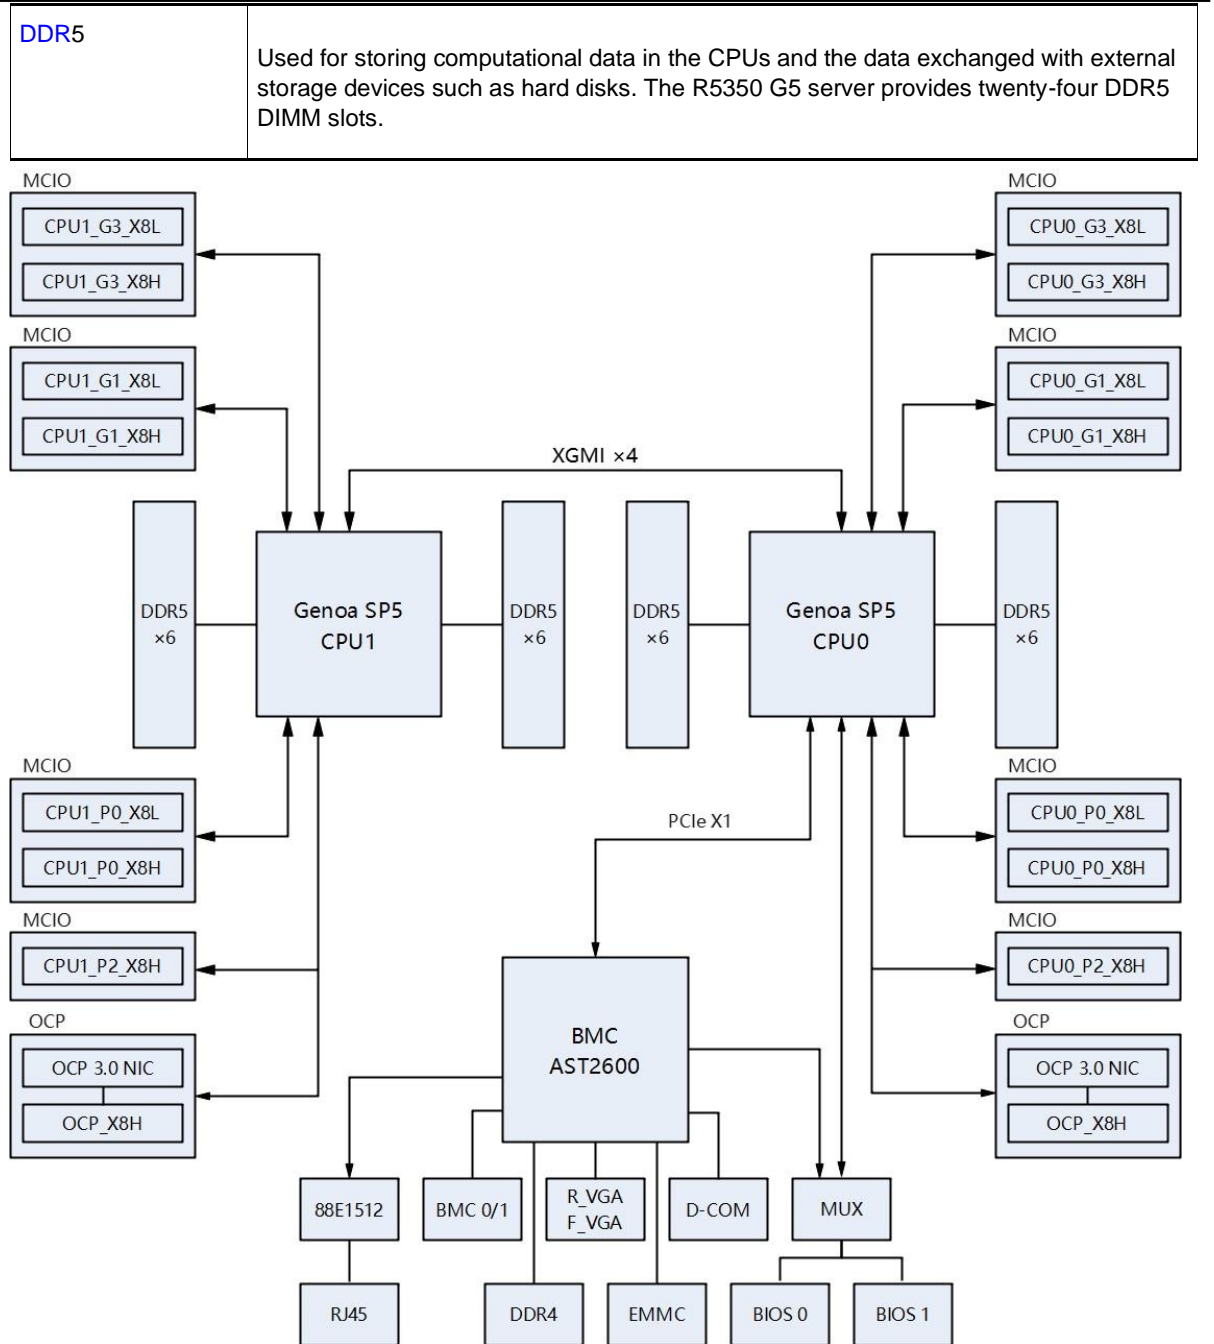 DDR5
Used for storing computational data in the CPUs and the data exchanged with external
storage devices such as hard disks. The R5350 G5 server provides twenty-four DDR5
DIMM slots.
MCIO
CPU1_G3_X8L
CPU1_G3_X8H
MCIO
CPU0_G3_X8L
CPU0_G3_X8H
MCIO
CPU1_G1_X8L
CPU1_G1_X8H
MCIO
CPU0_G1_X8L
CPU0_G1_X8H
XGMI ×4
DDR5
×6
Genoa SP5
CPU1
DDR5
×6
DDR5
×6
Genoa SP5
CPU0
DDR5
×6
MCIO
CPU1_P0_X8L
CPU1_P0_X8H
PCIe X1
MCIO
CPU0_P0_X8L
CPU0_P0_X8H
MCIO
CPU1_P2_X8H
MCIO
CPU0_P2_X8H
OCP
OCP 3.0 NIC
OCP_X8H
BMC
AST2600
OCP
OCP 3.0 NIC
OCP_X8H
88E1512
BMC 0/1
R_VGA
F_VGA
D-COM
MUX
RJ45
DDR4
EMMC
BIOS 0
BIOS 1